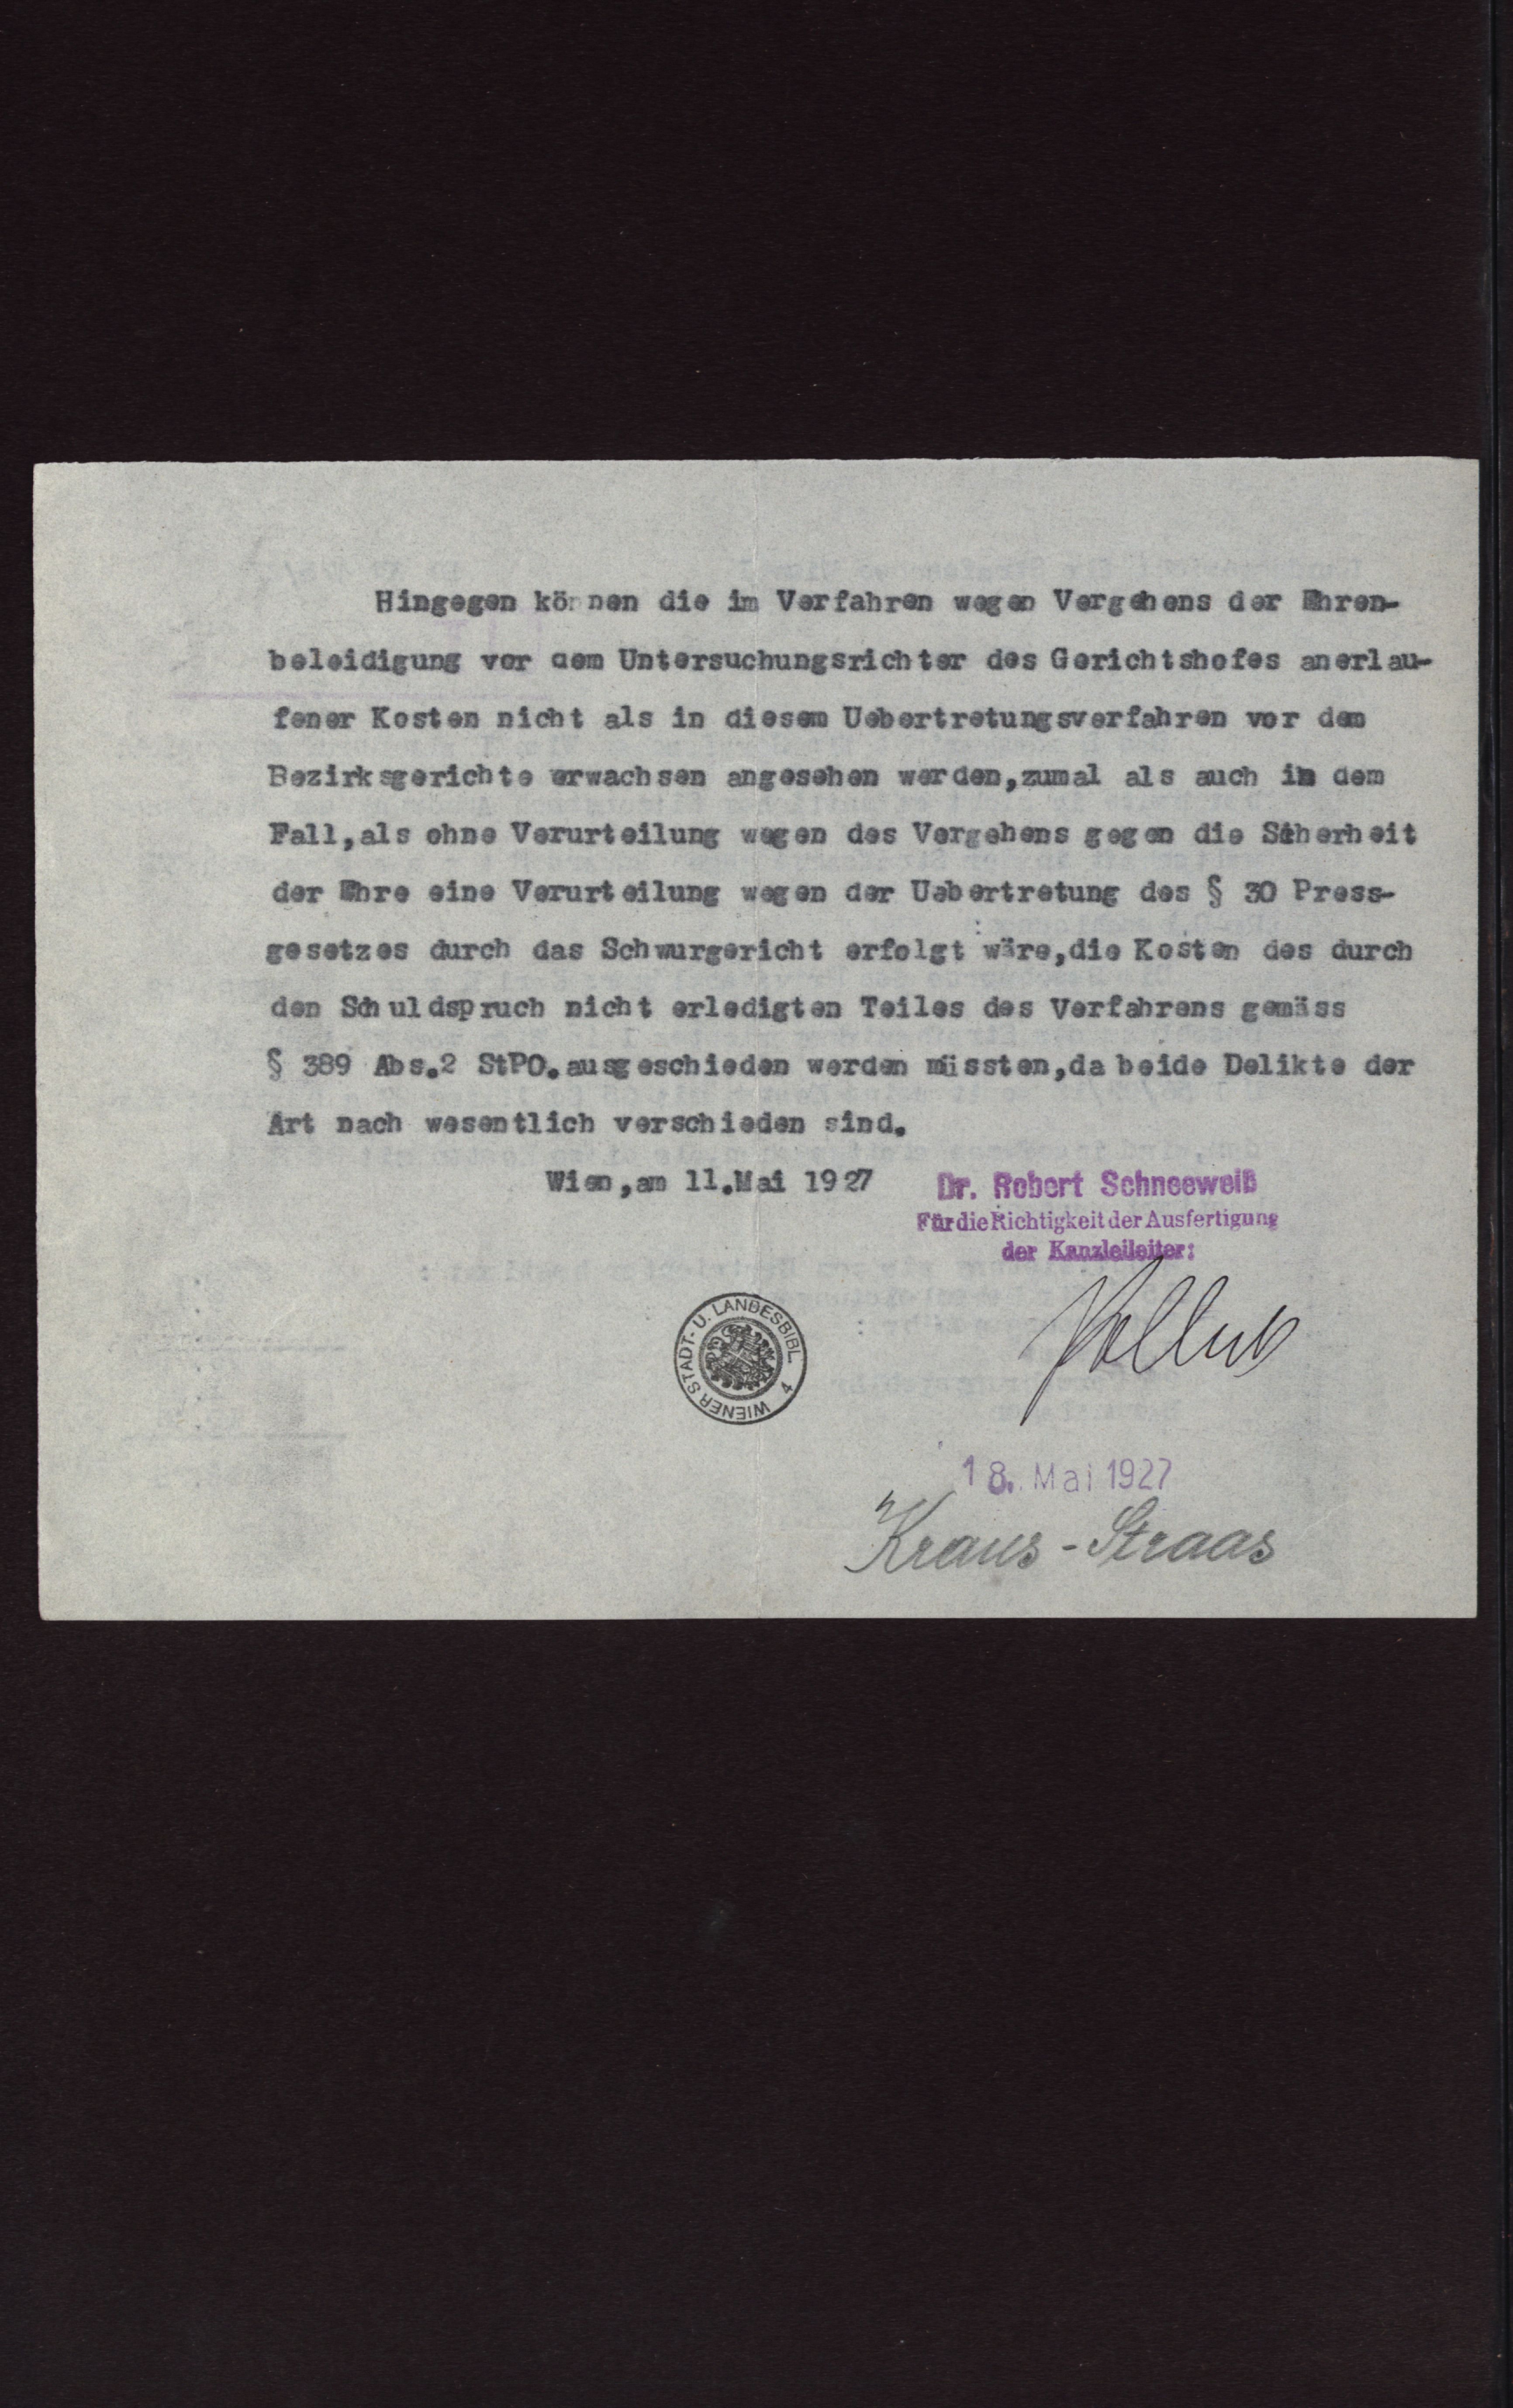 Hingegen können die im Verfahren wegen Vergehens der Ehren-
beleidigung vor dem Untersuchungsrichter des Gerichtshofes anerlau-
fener Kosten nicht als in diesem Uebertretungsverfahren vor dem
Bezirksgerichte erwachsen angesehen werden,zumal als auch in dem
Fall,als ohne Verurteilung wegen des Vergehens gegen die Sicherheit
der Ehre eine Verurteilung wegen der Uebertretung des § 30 Press-
gesetzes durch das Schwurgericht erfolgt wäre,die Kosten des durch
den Schuldspruch nicht erledigten Teiles des Verfahrens gemäss
§ 389 Abs.2 StPO.ausgeschieden werden müssten,da beide Delikte der
Art nach wesentlich verschieden sind.
Wien,am 11.Mai 1927
Dr. Robert Schneeweiß
Für die Richtigkeit der Ausfertigung
der Kanzleileiter:
WIENER STADT- U. LANDESBIBL. 4
18. Mai 1927
Kraus - Straas